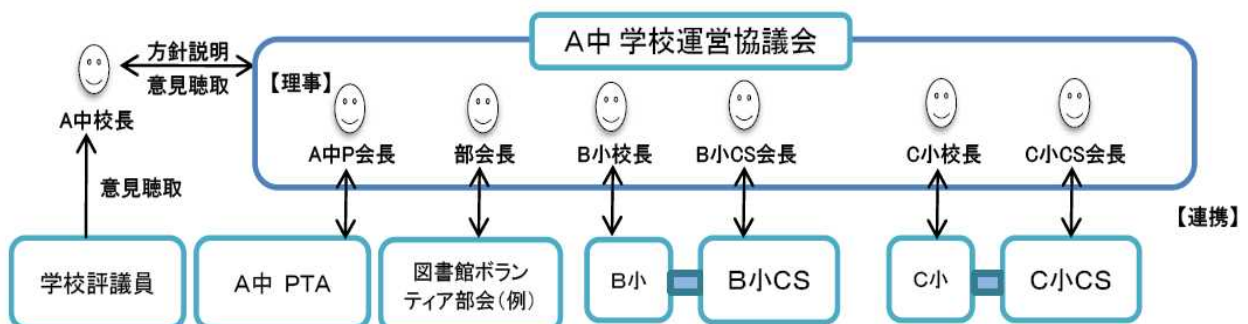 A中 学校運営協議会
方針説明
意見聴取
【理事】
A中校長
A中P会長
部会長
B小校長
B小CS会長
C小校長
C小CS会長
意見聴取
【連携】
学校評議員
A中 PTA
図書館ボラン
ティア部会(例)
B小
B小CS
C小
C小CS